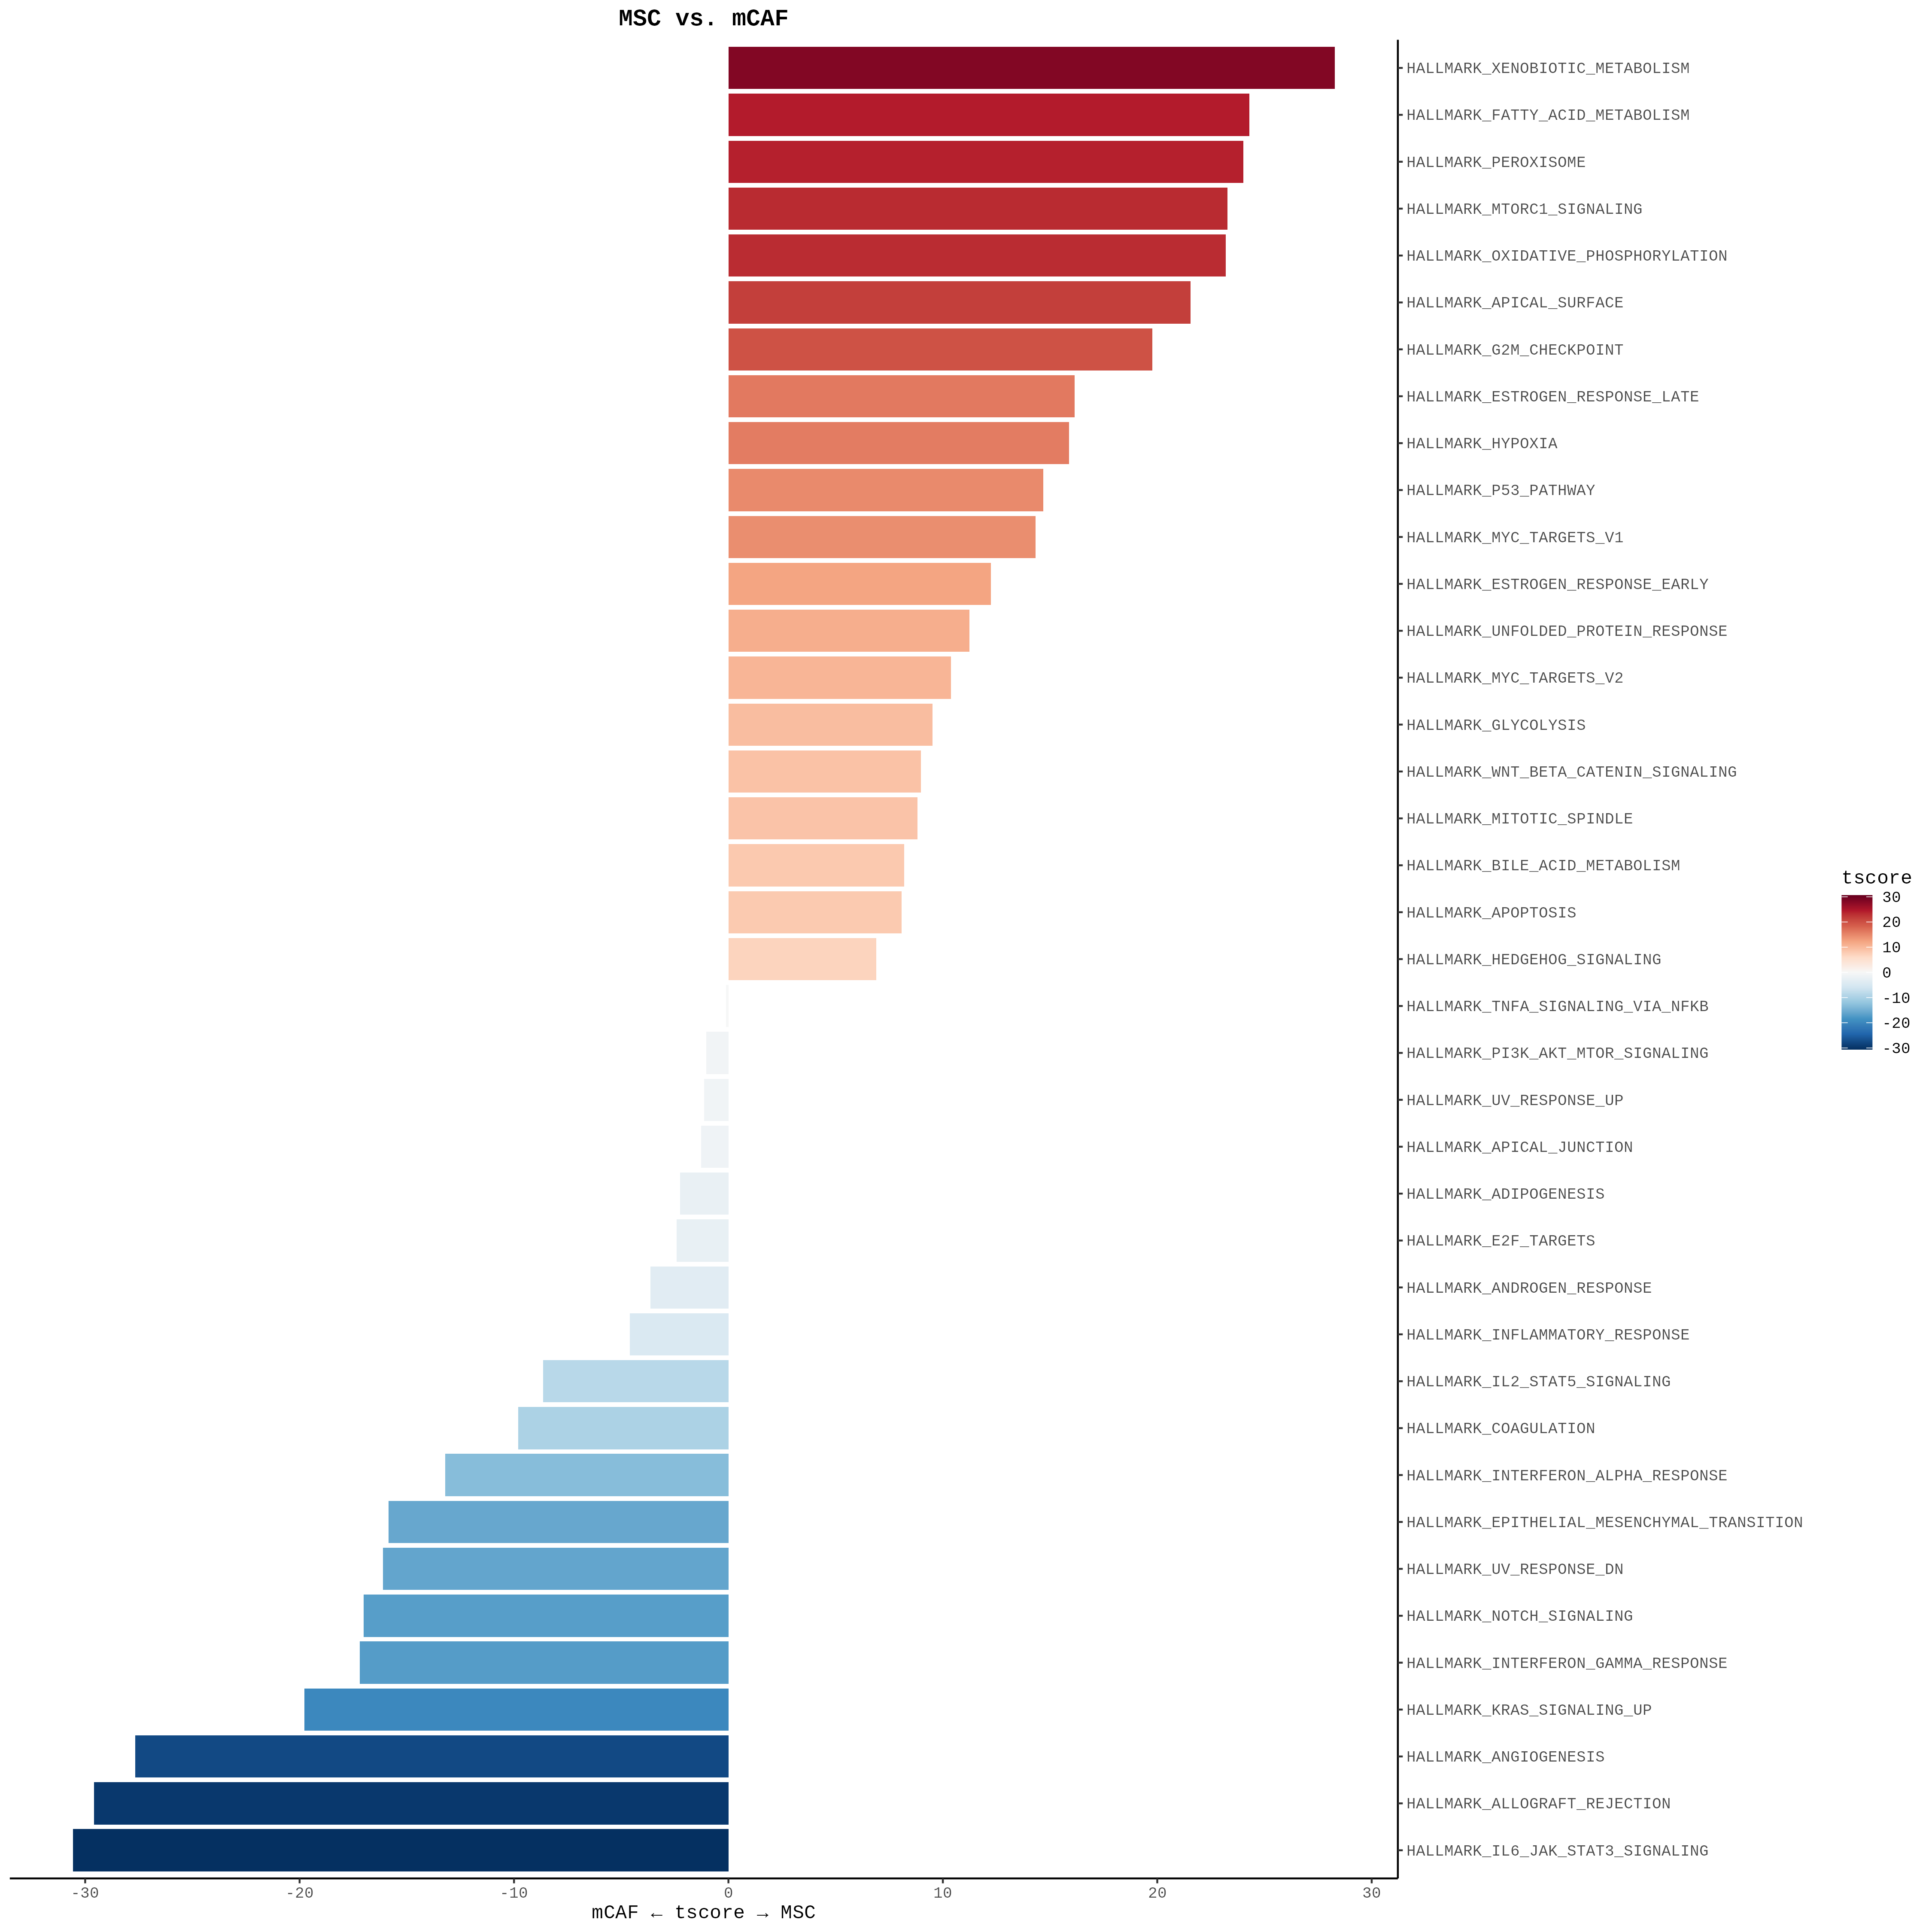 MSC vs. mCAF
HALLMARK_XENOBIOTIC_METABOLISM
HALLMARK_FATTY_ACID_METABOLISM
HALLMARK_PEROXISOME
HALLMARK_MTORC1_SIGNALING
HALLMARK_OXIDATIVE_PHOSPHORYLATION
HALLMARK_APICAL_SURFACE
HALLMARK_G2M_CHECKPOINT
HALLMARK_ESTROGEN_RESPONSE_LATE
HALLMARK_HYPOXIA
HALLMARK_P53_PATHWAY
HALLMARK_MYC_TARGETS_V1
HALLMARK_ESTROGEN_RESPONSE_EARLY
HALLMARK_UNFOLDED_PROTEIN_RESPONSE
HALLMARK_MYC_TARGETS_V2
HALLMARK_GLYCOLYSIS
HALLMARK_WNT_BETA_CATENIN_SIGNALING
HALLMARK_MITOTIC_SPINDLE
HALLMARK_BILE_ACID_METABOLISM
HALLMARK_APOPTOSIS
HALLMARK_HEDGEHOG_SIGNALING
HALLMARK_TNFA_SIGNALING_VIA_NFKB
HALLMARK_PI3K_AKT_MTOR_SIGNALING
HALLMARK_UV_RESPONSE_UP
HALLMARK_APICAL_JUNCTION
HALLMARK_ADIPOGENESIS
HALLMARK_E2F_TARGETS
HALLMARK_ANDROGEN_RESPONSE
HALLMARK_INFLAMMATORY_RESPONSE
HALLMARK_IL2_STAT5_SIGNALING
HALLMARK_COAGULATION
HALLMARK_INTERFERON_ALPHA_RESPONSE
HALLMARK_EPITHELIAL_MESENCHYMAL_TRANSITION
HALLMARK_UV_RESPONSE_DN
HALLMARK_NOTCH_SIGNALING
HALLMARK_INTERFERON_GAMMA_RESPONSE
HALLMARK_KRAS_SIGNALING_UP
HALLMARK_ANGIOGENESIS
HALLMARK_ALLOGRAFT_REJECTION
HALLMARK_IL6_JAK_STAT3_SIGNALING
-30 -20 -10 0 10 20 30
mCAF ← tscore → MSC
tscore
30
20
10
0
-10
-20
-30